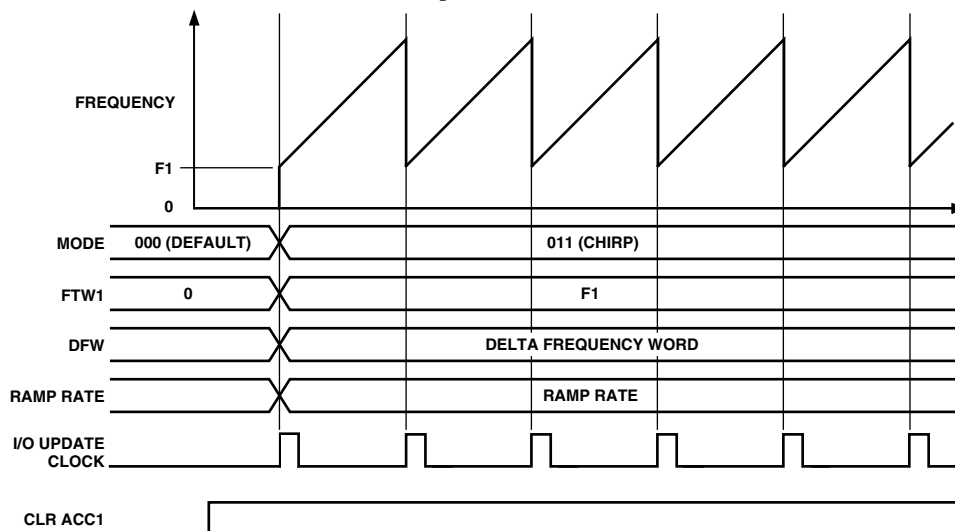 FREQUENCY
F1
0
MODE
000 (DEFAULT)
011 (CHIRP)
FTW1
0
F1
DFW
DELTA FREQUENCY WORD
RAMP RATE
RAMP RATE
I/O UPDATE
CLOCK
CLR ACC1